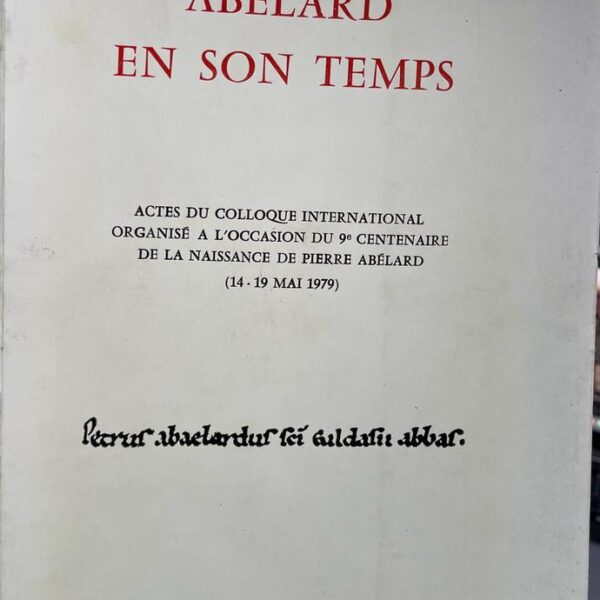 ABÉLARD
EN SON TEMPS
ACTES DU COLLOQUE INTERNATIONAL
ORGANISÉ A L'OCCASION DU 9e CENTENAIRE
DE LA NAISSANCE DE PIERRE ABÉLARD
(14-19 MAI 1979)
Petrus abaelardus sci Gildasii abbas.